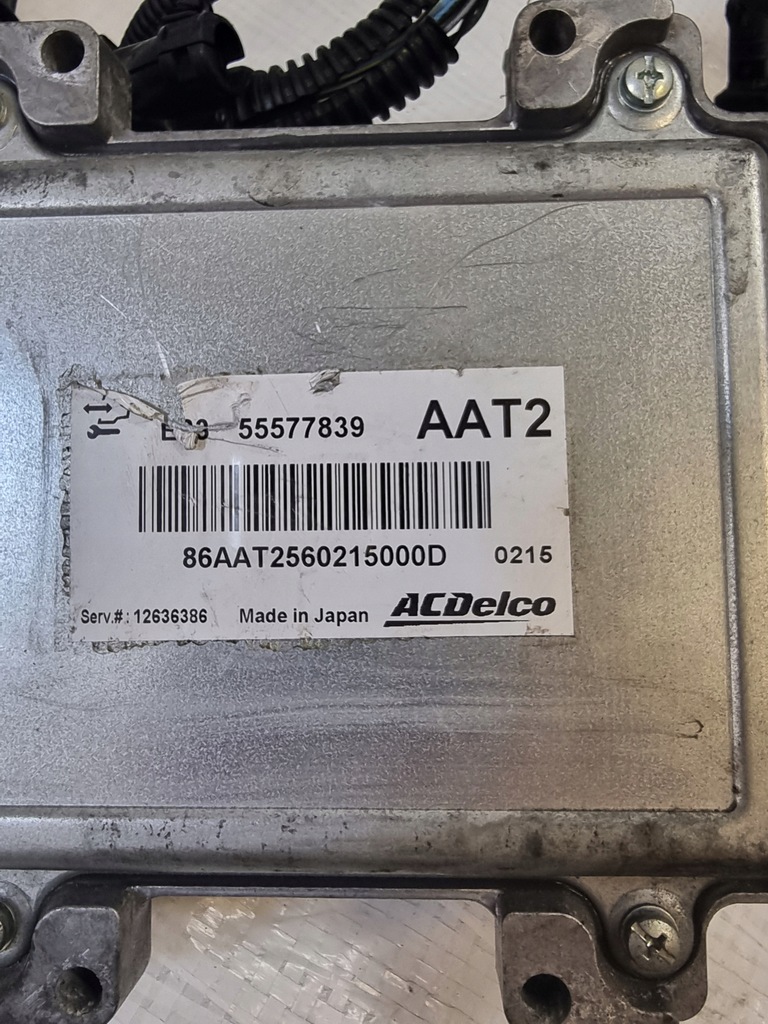 55577839 AAT2
86AAT2560215000D 0215
Serv.#: 12636386 Made in Japan ACDelco